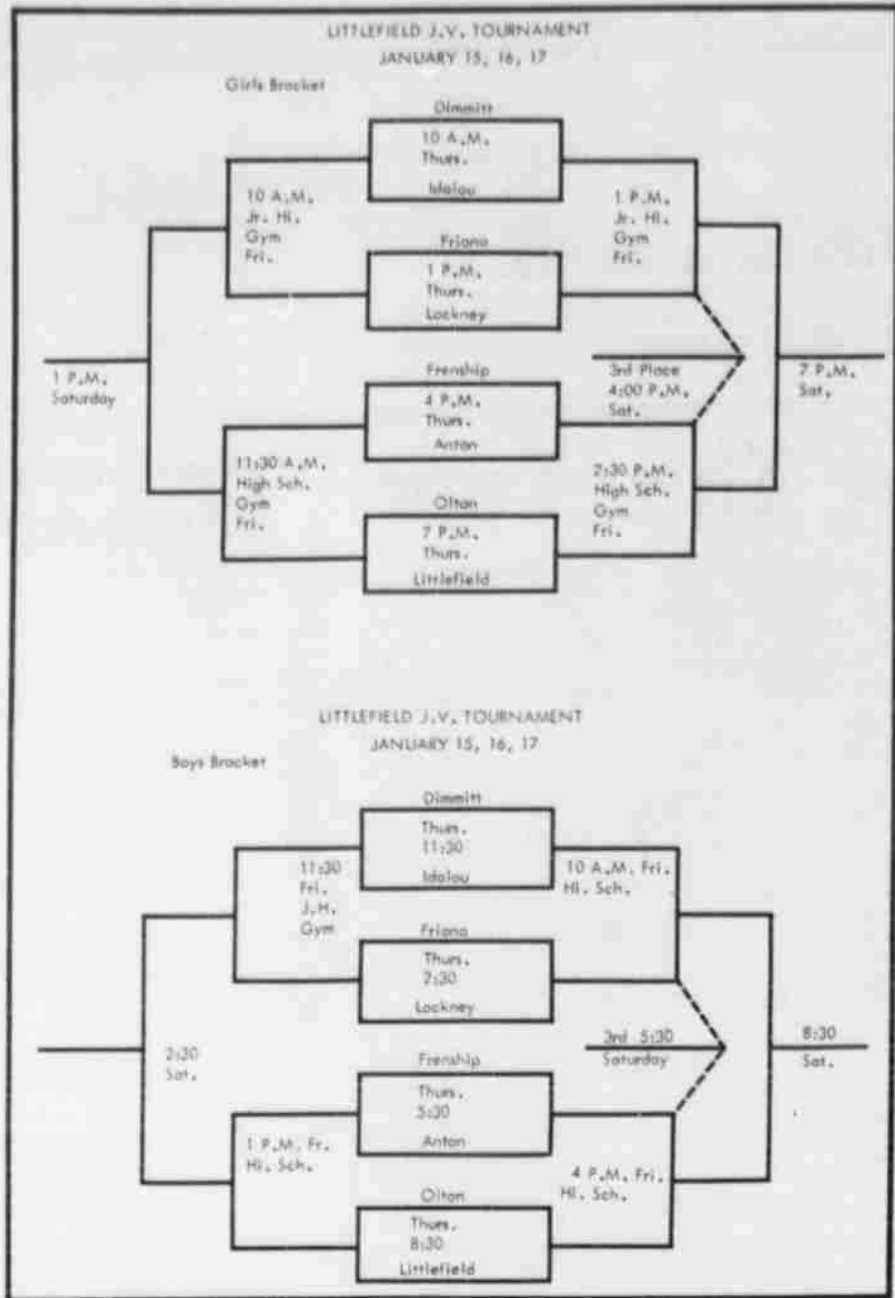 LITTLEFIELD J.V. TOURNAMENT
JANUARY 15, 16, 17
Girls Bracket
Dimmitt
10 A.M.
Thurs.
Idalou
10 A.M.
Jr. Hi.
Gym
Fri.
1 P.M.
Jr. Hi.
Gym
Fri.
Friona
1 P.M.
Thurs.
Lockney
1 P.M.
Saturday
3rd Place
4:00 P.M.
Sat.
7 P.M.
Sat.
Frenship
4 P.M.
Thurs.
Anton
11:30 A.M.
High Sch.
Gym
Fri.
2:30 P.M.
High Sch.
Gym
Fri.
Olton
7 P.M.
Thurs.
Littlefield
LITTLEFIELD J.V. TOURNAMENT
JANUARY 15, 16, 17
Boys Bracket
Dimmitt
Thurs.
11:30
Idalou
11:30
Fri.
J.H.
Gym
10 A.M. Fri.
Hi. Sch.
Friona
Thurs.
2:30
Lockney
2:30
Sat.
3rd 5:30
Saturday
8:30
Sat.
Frenship
Thurs.
5:30
Anton
1 P.M. Fr.
Hi. Sch.
4 P.M. Fri.
Hi. Sch.
Olton
Thurs.
8:30
Littlefield